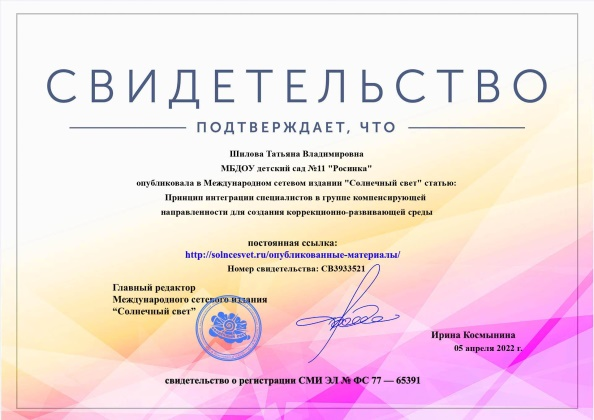 СВИДЕТЕЛЬСТВО
ПОДТВЕРЖДАЕТ, ЧТО
Шилова Татьяна Владимировна
МБДОУ детский сад №11 "Росинка"
опубликовала в Международном сетевом издании "Солнечный свет" статью:
Принцип интеграции специалистов в группе компенсирующей
направленности для создания коррекционно-развивающей среды
постоянная ссылка:
http://solncesvet.ru/опубликованные-материалы/
Номер свидетельства: СВ3933521
Главный редактор
Международного сетевого издания
“Солнечный свет”
Ирина Космынина
05 апреля 2022 г.
свидетельство о регистрации СМИ ЭЛ № ФС 77 — 65391